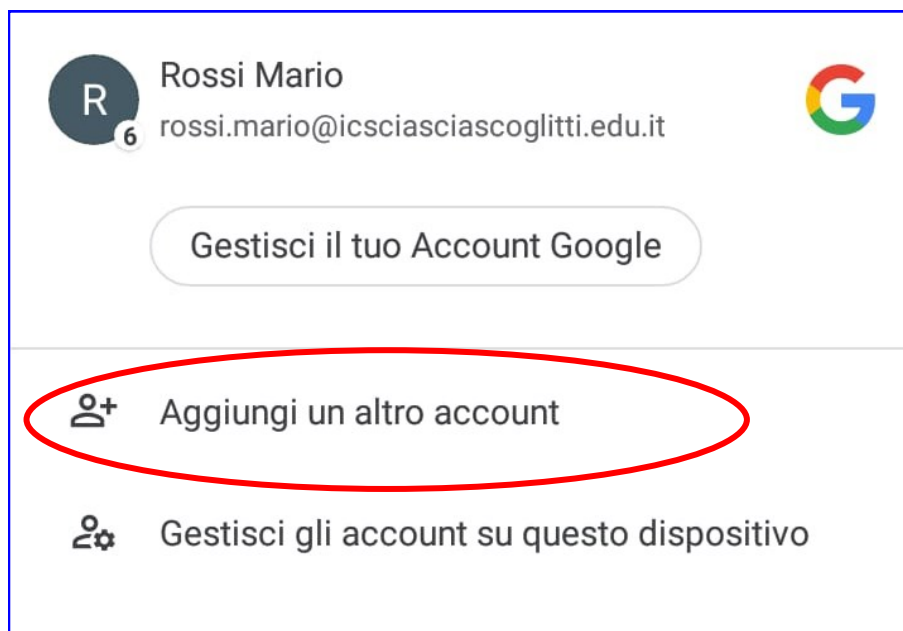 R
6
Rossi Mario
rossi.mario@icsciasciascoglitti.edu.it
G
Gestisci il tuo Account Google
Aggiungi un altro account
Gestisci gli account su questo dispositivo